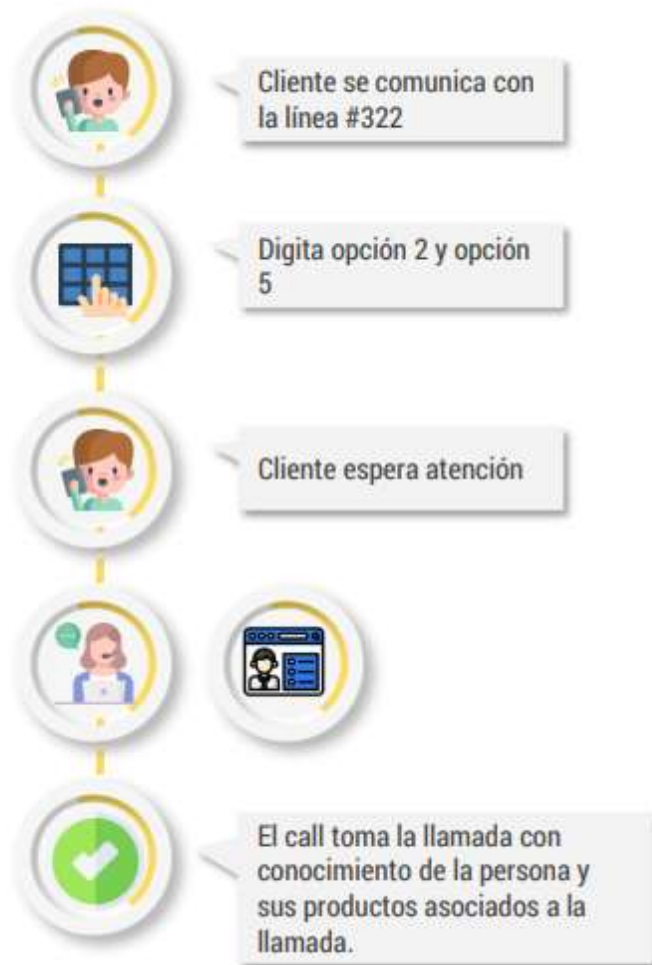 Cliente se comunica con
la línea #322
Digita opción 2 y opción
5
Cliente espera atención
El call toma la llamada con
conocimiento de la persona y
sus productos asociados a la
llamada.